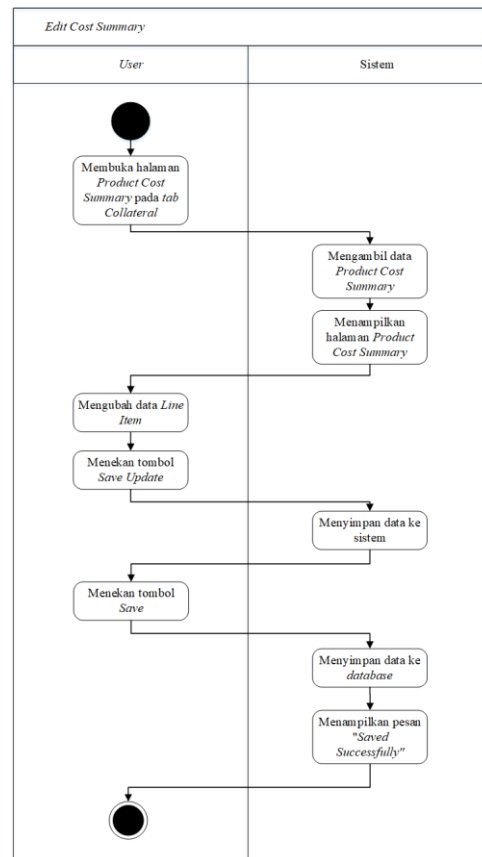 Edit Cost Summary
User
Sistem
Membuka halaman
Product Cost
Summary pada tab
Collateral
Mengambil data
Product Cost
Summary
Menampilkan
halaman Product
Cost Summary
Mengubah data Line
Item
Menekan tombol
Save Update
Menyimpan data ke
sistem
Menekan tombol
Save
Menyimpan data ke
database
Menampilkan pesan
"Saved
Successfully"